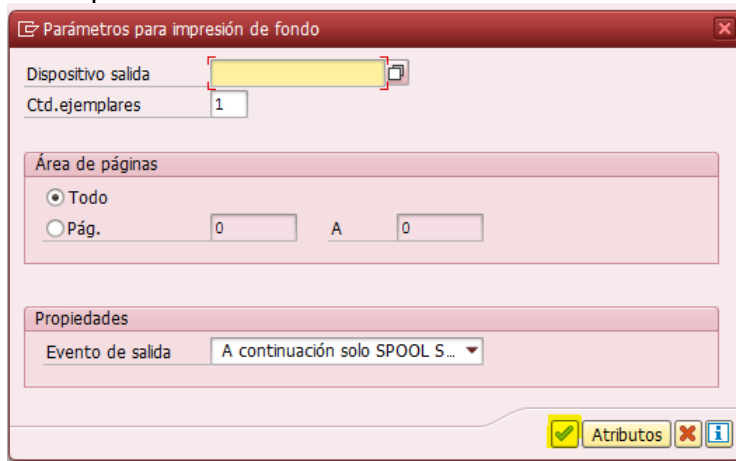 Parámetros para impresión de fondo
Dispositivo salida
Ctd.ejemplares 1
Área de páginas
Todo
Pág. 0 A 0
Propiedades
Evento de salida A continuación solo SPOOL S...
Atributos